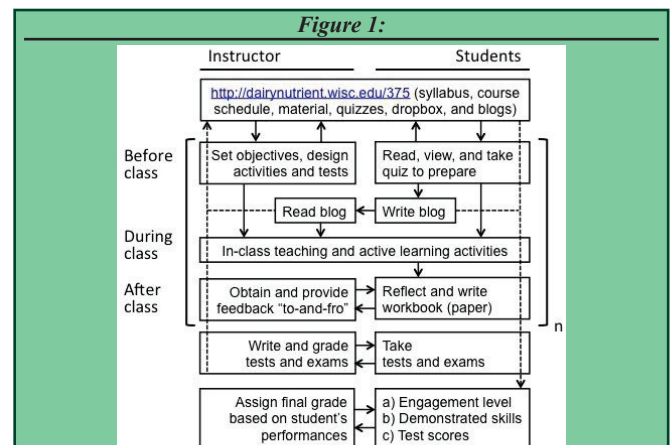 Figure 1:
Instructor Students
http://dairynutrient.wisc.edu/375 (syllabus, course
schedule, material, quizzes, dropbox, and blogs)
Before
class
Set objectives, design
activities and tests
Read, view, and take
quiz to prepare
Read blog
Write blog
During
class
In-class teaching and active learning activities
After
class
Obtain and provide
feedback “to-and-fro”
Reflect and write
workbook (paper)
n
Write and grade
tests and exams
Take
tests and exams
Assign final grade
based on student’s
performances
a) Engagement level
b) Demonstrated skills
c) Test scores